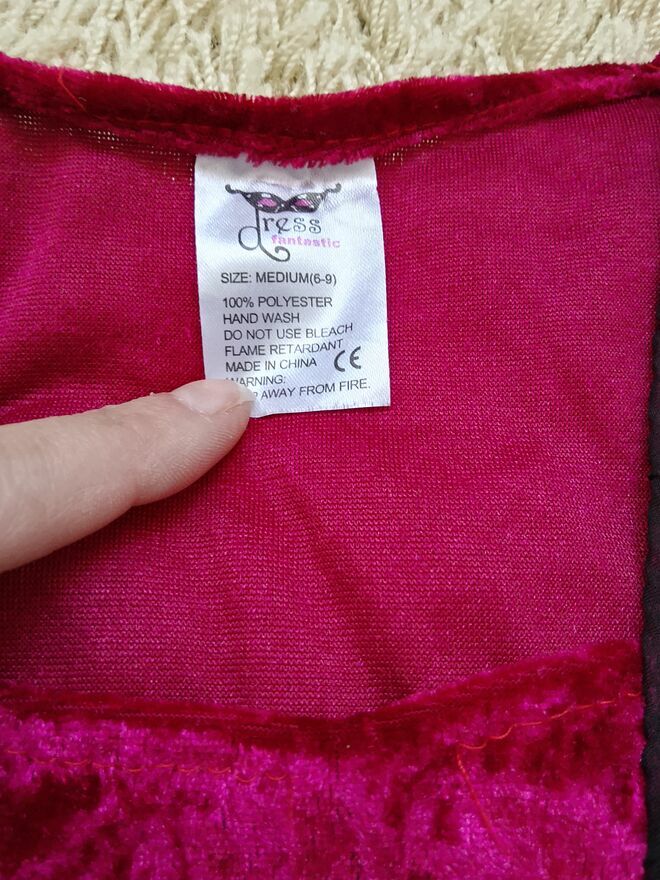 dress
fantastic
SIZE: MEDIUM(6-9)
100% POLYESTER
HAND WASH
DO NOT USE BLEACH
FLAME RETARDANT
MADE IN CHINA CE
WARNING:
AWAY FROM FIRE.